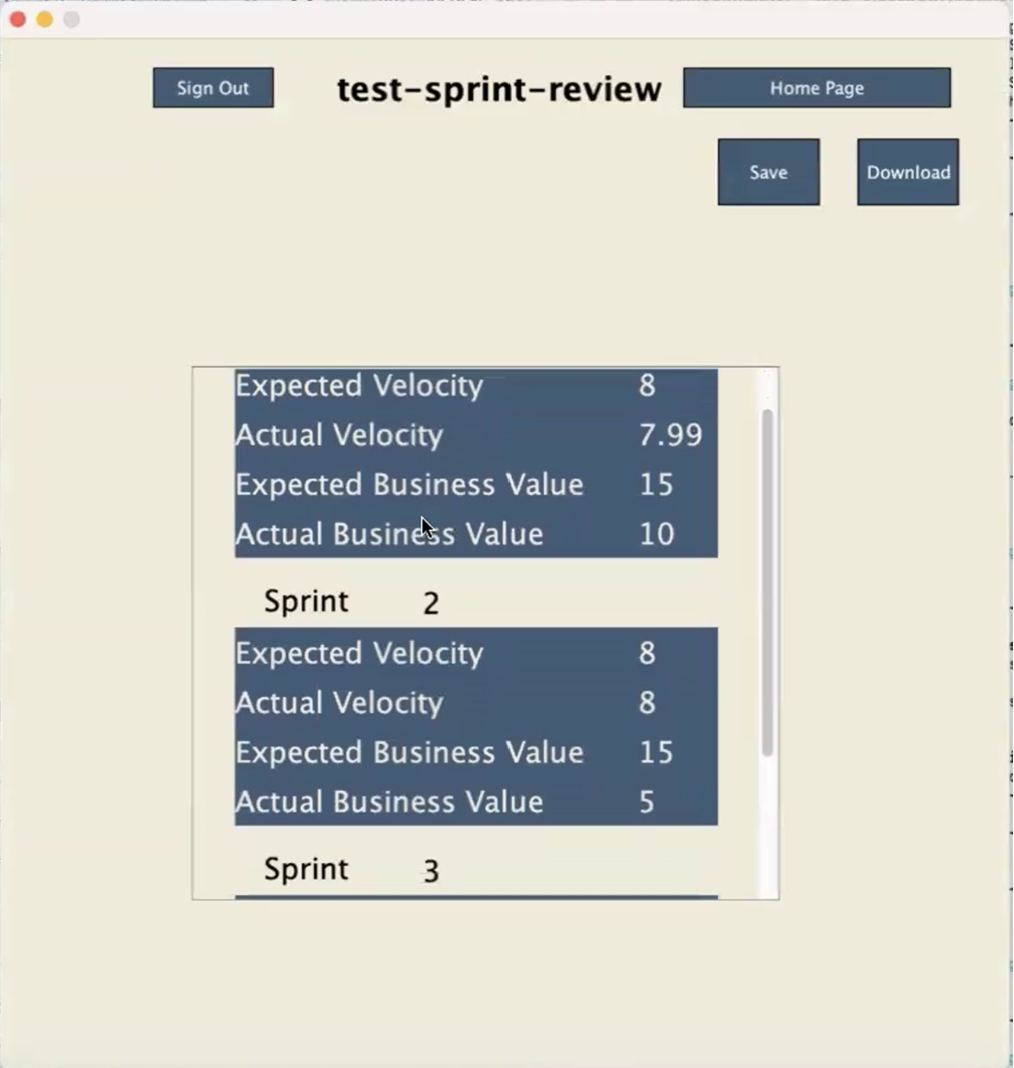 Sign Out test-sprint-review Home Page
Save Download
Expected Velocity 8
Actual Velocity 7.99
Expected Business Value 15
Actual Business Value 10
Sprint 2
Expected Velocity 8
Actual Velocity 8
Expected Business Value 15
Actual Business Value 5
Sprint 3